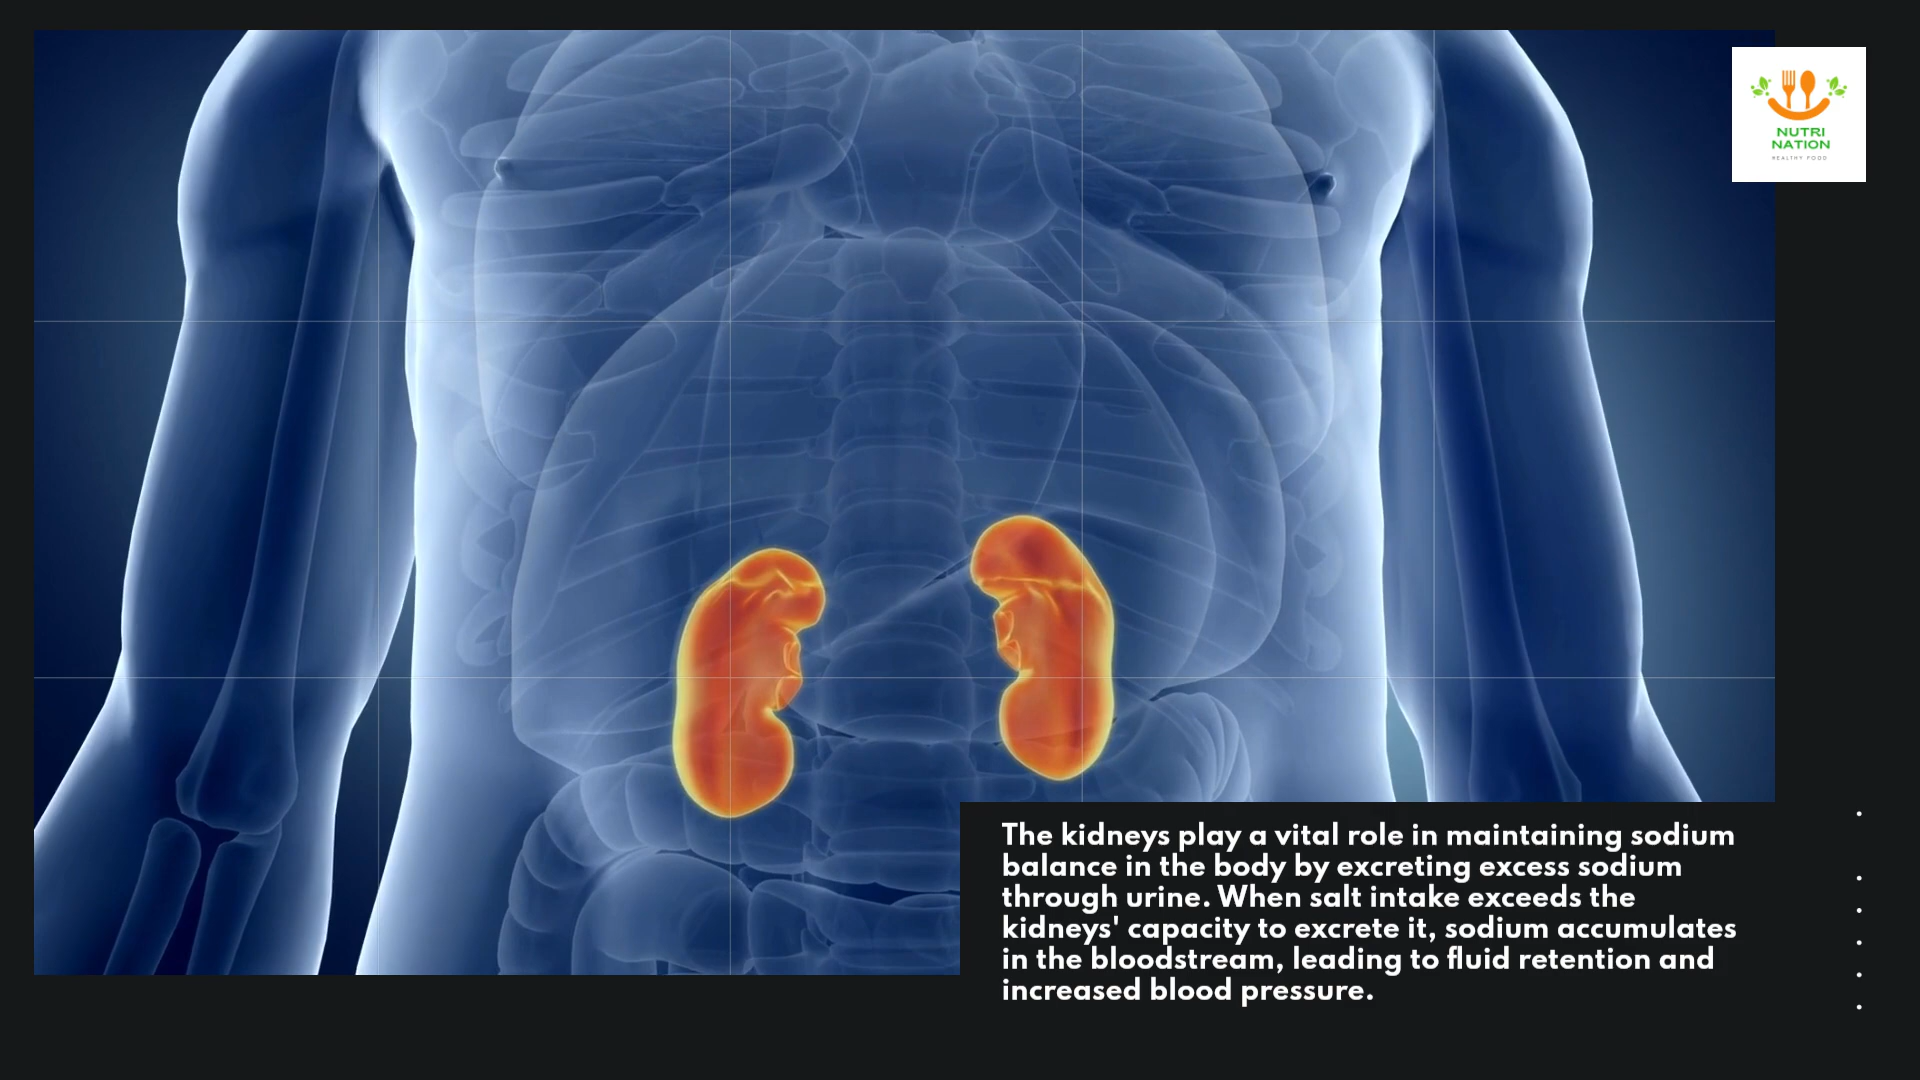 NUTRI
NATION
HEALTHY FOOD
The kidneys play a vital role in maintaining sodium
balance in the body by excreting excess sodium
through urine. When salt intake exceeds the
kidneys' capacity to excrete it, sodium accumulates
in the bloodstream, leading to fluid retention and
increased blood pressure.